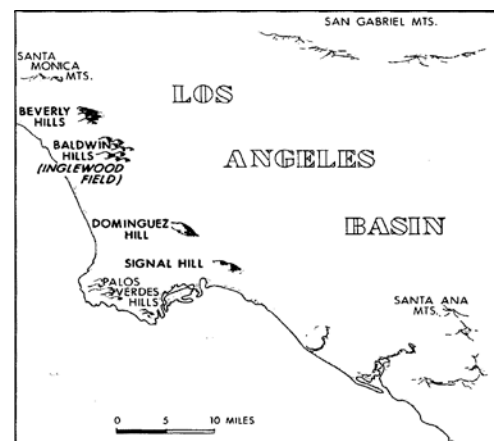 SAN GABRIEL MTS.
SANTA
MONICA
MTS.
LOS
BEVERLY
HILLS
BALDWIN
HILLS
(INGLEWOOD
FIELD)
ANGELES
DOMINGUEZ
HILL
BASIN
SIGNAL HILL
PALOS
VERDES
HILLS
SANTA ANA
MTS.
0 5 10 MILES